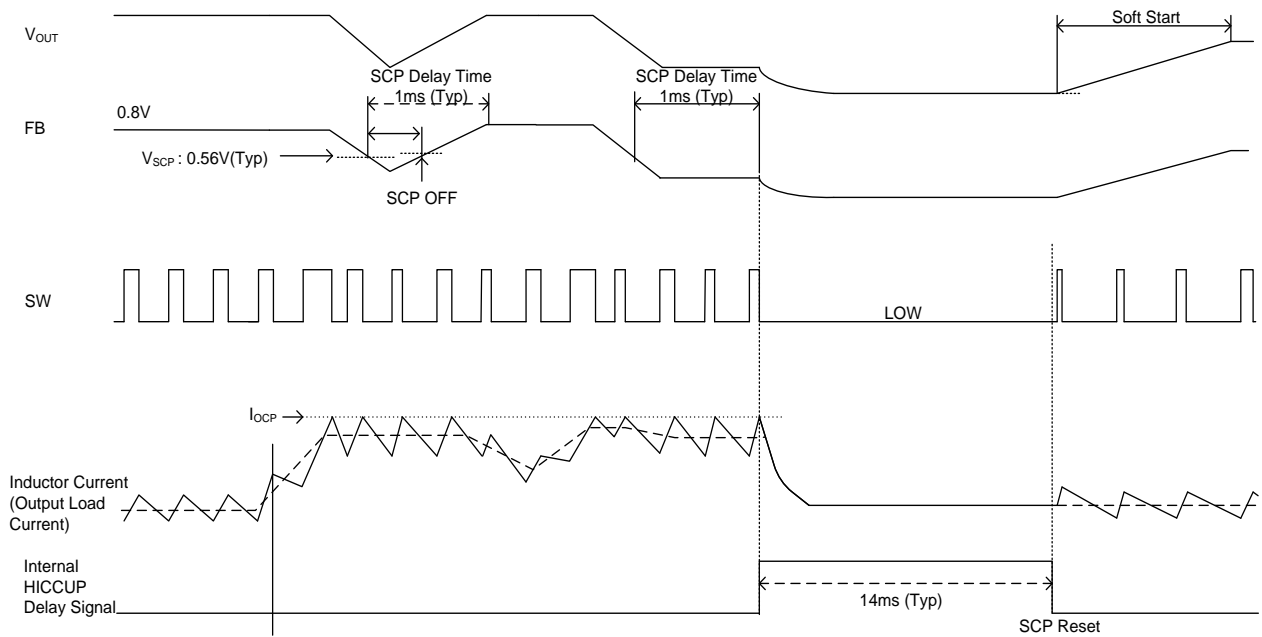 Soft Start
VOUT
SCP Delay Time
1ms (Typ)
SCP Delay Time
1ms (Typ)
0.8V
FB
VSCP : 0.56V(Typ)
SCP OFF
SW
LOW
IOCP
Inductor Current
(Output Load
Current)
Internal
HICCUP
Delay Signal
14ms (Typ)
SCP Reset